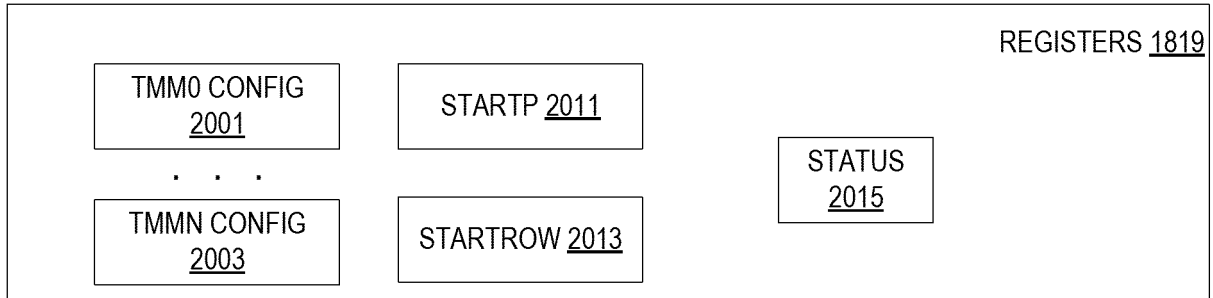 REGISTERS 1819
TMM0 CONFIG
2001
STARTP 2011
STATUS
2015
. . .
TMMN CONFIG
2003
STARTROW 2013